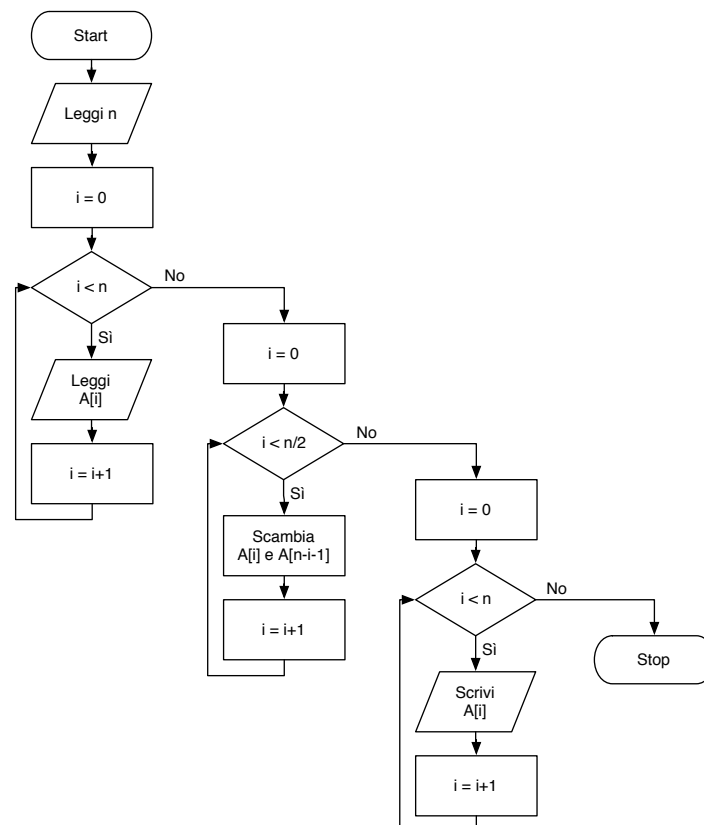 Start
Leggi n
i = 0
i < n
No
Sì
Leggi
A[i]
i = i+1
i = 0
i < n/2
No
Sì
Scambia
A[i] e A[n-i-1]
i = i+1
i = 0
i < n
No
Sì
Stop
Scrivi
A[i]
i = i+1